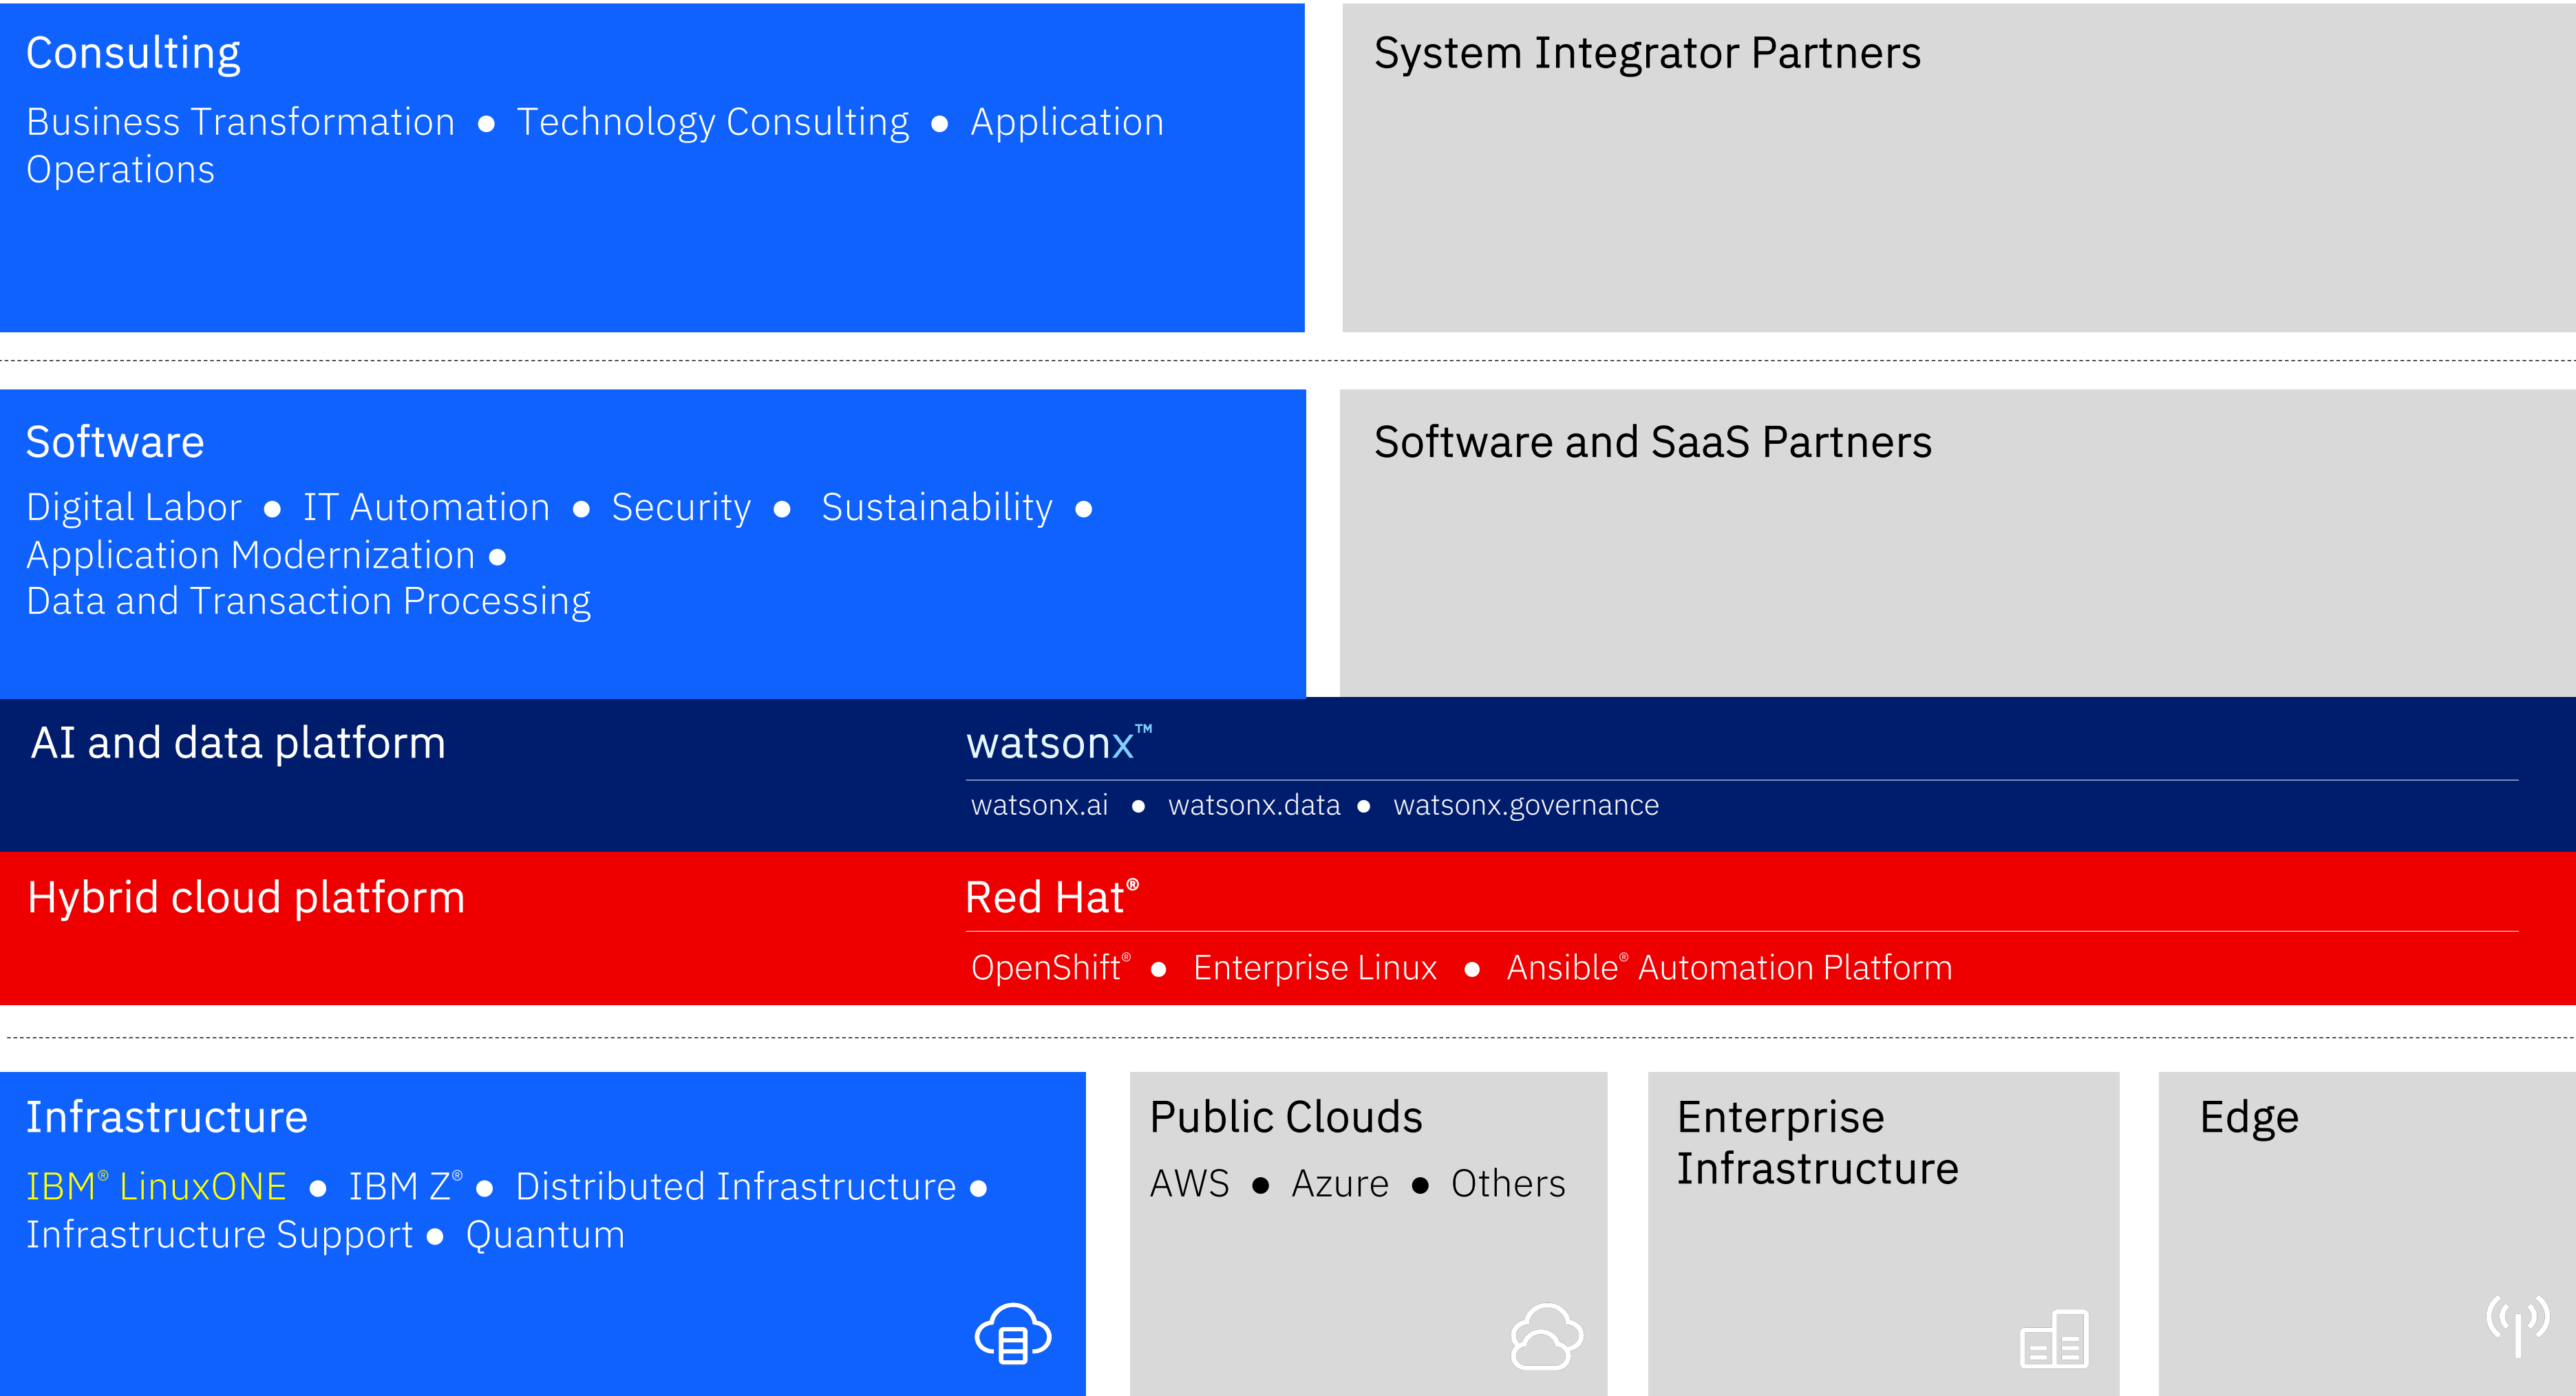 Consulting
Business Transformation ● Technology Consulting ● Application
Operations
System Integrator Partners
Software
Digital Labor ● IT Automation ● Security ● Sustainability ●
Application Modernization ●
Data and Transaction Processing
Software and SaaS Partners
AI and data platform
watsonx™
watsonx.ai ● watsonx.data ● watsonx.governance
Hybrid cloud platform
Red Hat®
OpenShift® ● Enterprise Linux ● Ansible® Automation Platform
Infrastructure
IBM® LinuxONE ● IBM Z® ● Distributed Infrastructure ●
Infrastructure Support ● Quantum
Public Clouds
AWS ● Azure ● Others
Enterprise
Infrastructure
Edge